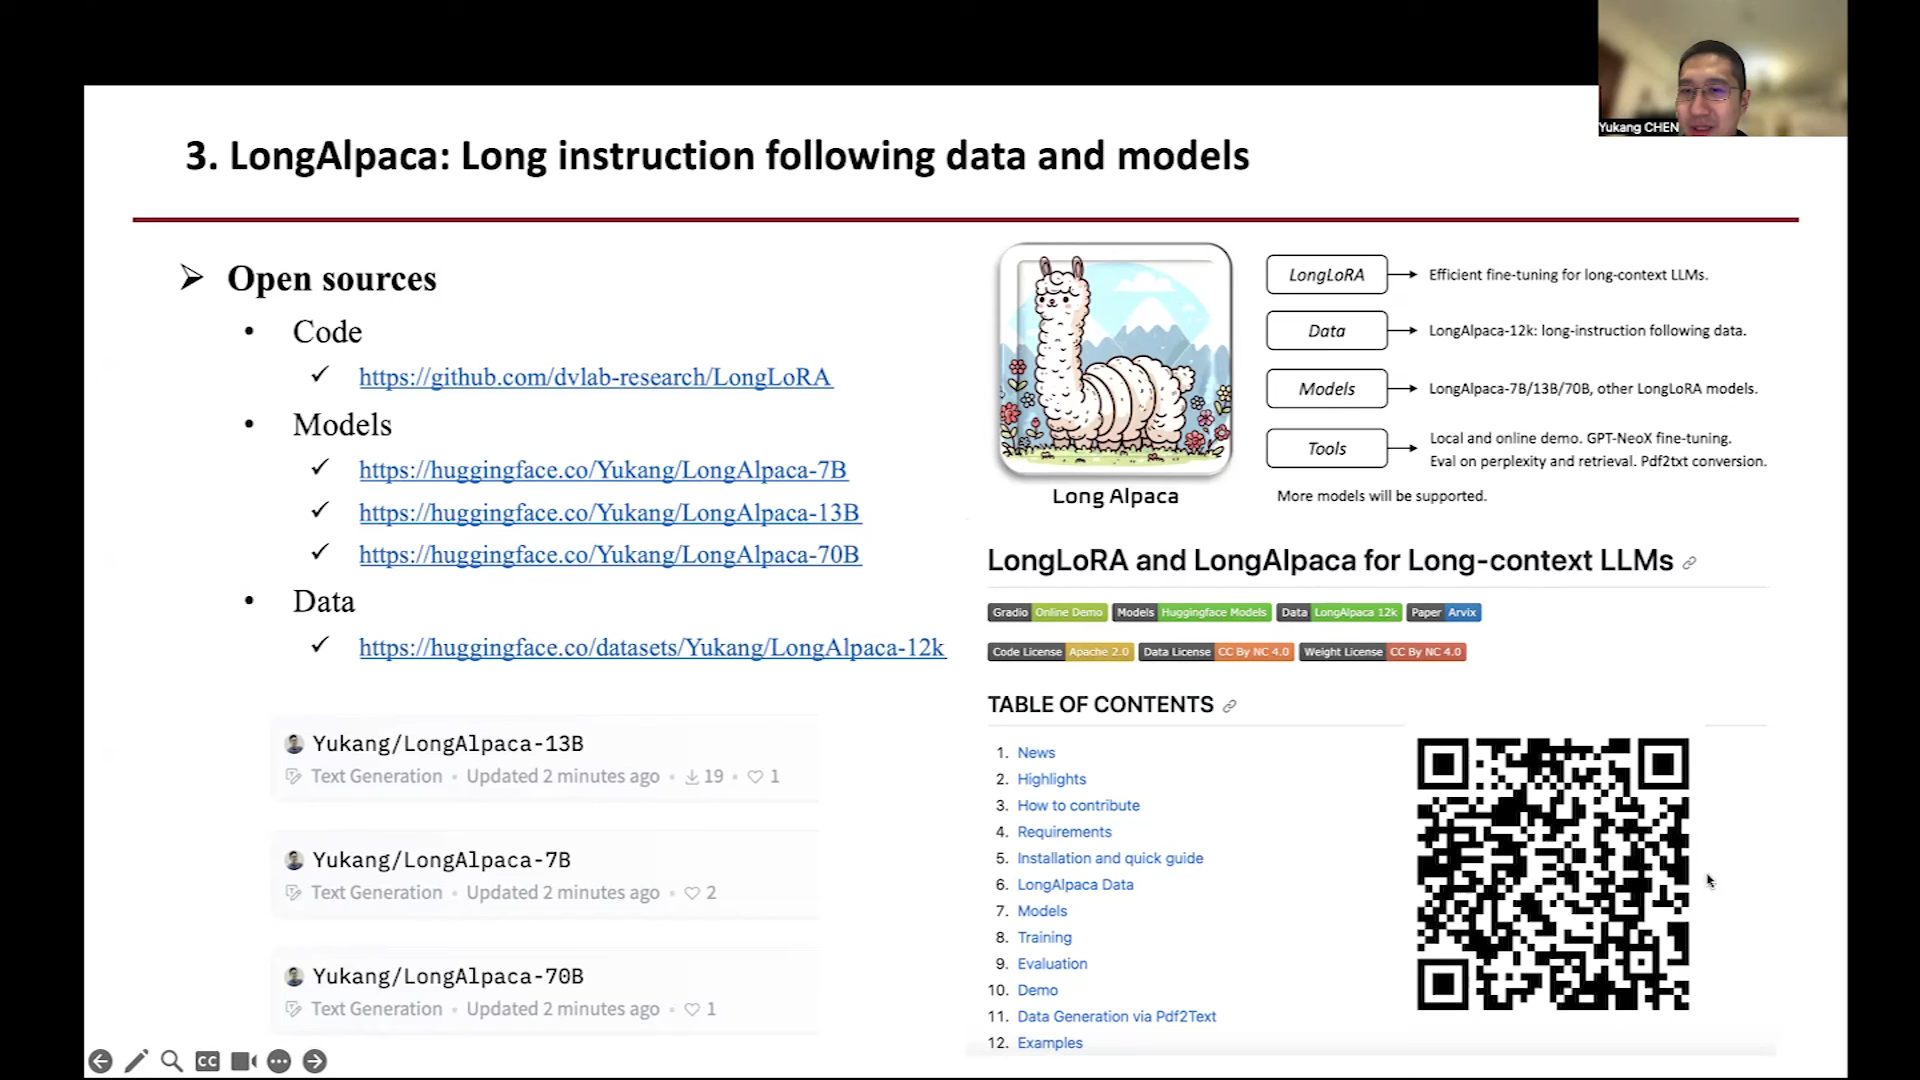 Yukang CHEN
3. LongAlpaca: Long instruction following data and models
Open sources
Code
https://github.com/dvlab-research/LongLoRA
Models
https://huggingface.co/Yukang/LongAlpaca-7B
https://huggingface.co/Yukang/LongAlpaca-13B
https://huggingface.co/Yukang/LongAlpaca-70B
Data
https://huggingface.co/datasets/Yukang/LongAlpaca-12k
Yukang/LongAlpaca-13B
Text Generation • Updated 2 minutes ago • 19 • 1
Yukang/LongAlpaca-7B
Text Generation • Updated 2 minutes ago • 2
Yukang/LongAlpaca-70B
Text Generation • Updated 2 minutes ago • 1
Long Alpaca
LongLoRA Efficient fine-tuning for long-context LLMs.
Data LongAlpaca-12k: long-instruction following data.
Models LongAlpaca-7B/13B/70B, other LongLoRA models.
Tools Local and online demo. GPT-NeoX fine-tuning.
Eval on perplexity and retrieval. Pdf2txt conversion.
More models will be supported.
LongLoRA and LongAlpaca for Long-context LLMs
Gradio Online Demo Models Huggingface Models Data LongAlpaca 12k Paper Arvix
Code License Apache 2.0 Data License CC By NC 4.0 Weight License CC By NC 4.0
TABLE OF CONTENTS
1. News
2. Highlights
3. How to contribute
4. Requirements
5. Installation and quick guide
6. LongAlpaca Data
7. Models
8. Training
9. Evaluation
10. Demo
11. Data Generation via Pdf2Text
12. Examples
CC